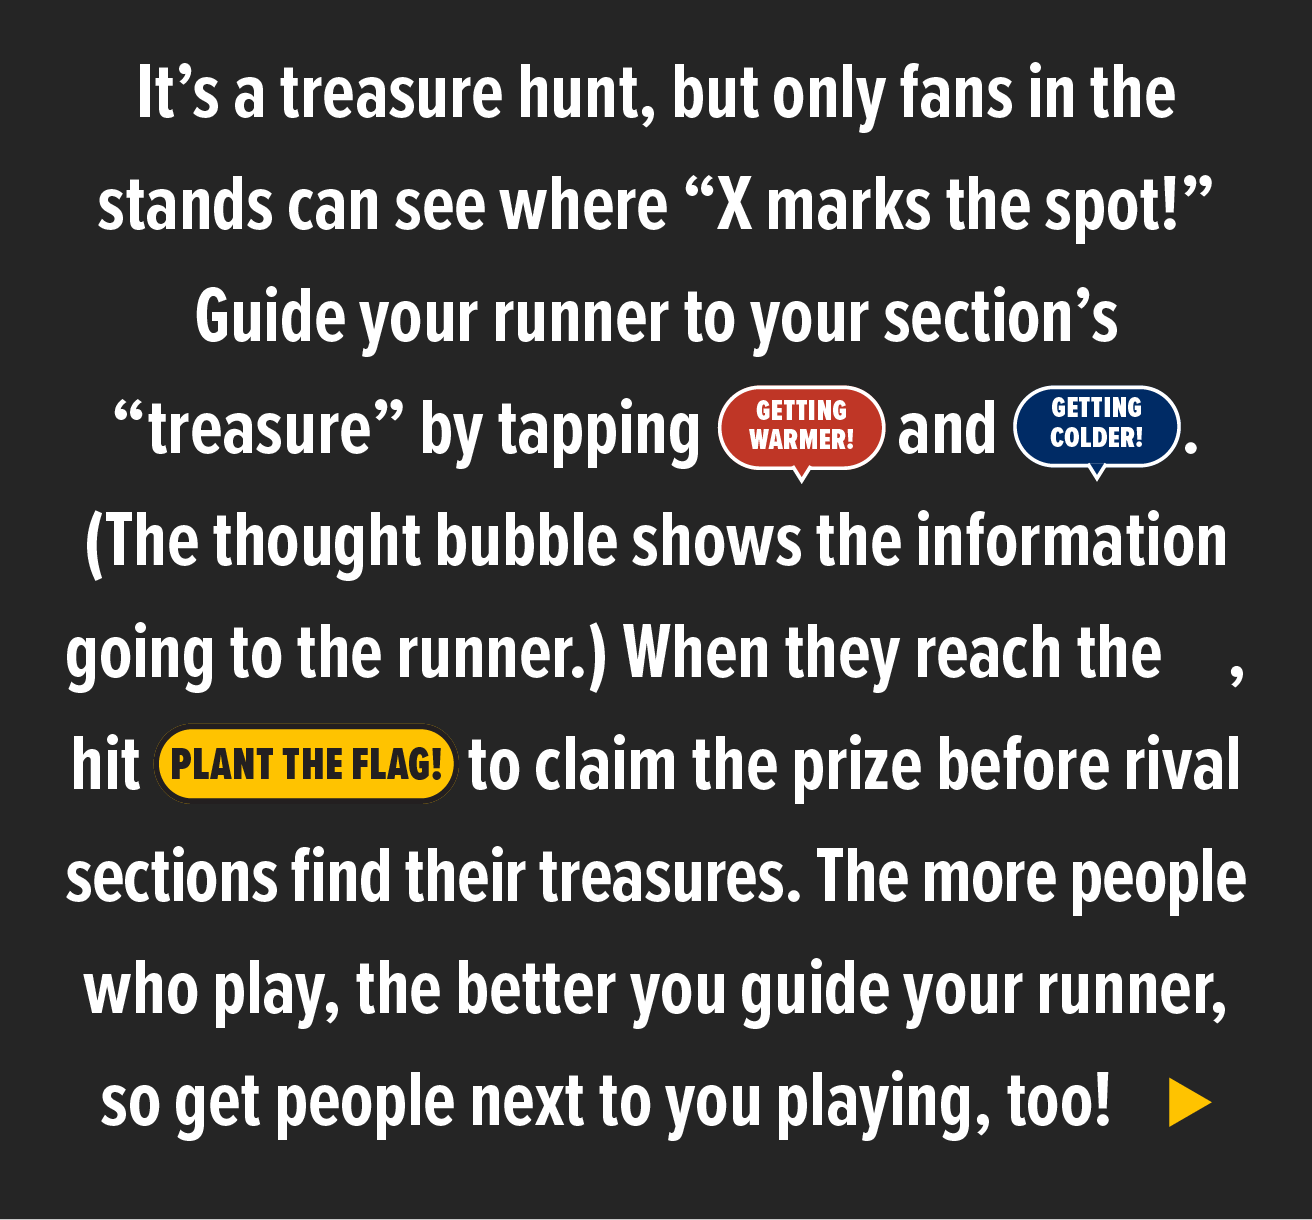 It’s a treasure hunt, but only fans in the
stands can see where “X marks the spot!”
Guide your runner to your section’s
“treasure” by tapping GETTING WARMER! and GETTING COLDER! .
(The thought bubble shows the information
going to the runner.) When they reach the ,
hit PLANT THE FLAG! to claim the prize before rival
sections find their treasures. The more people
who play, the better you guide your runner,
so get people next to you playing, too!